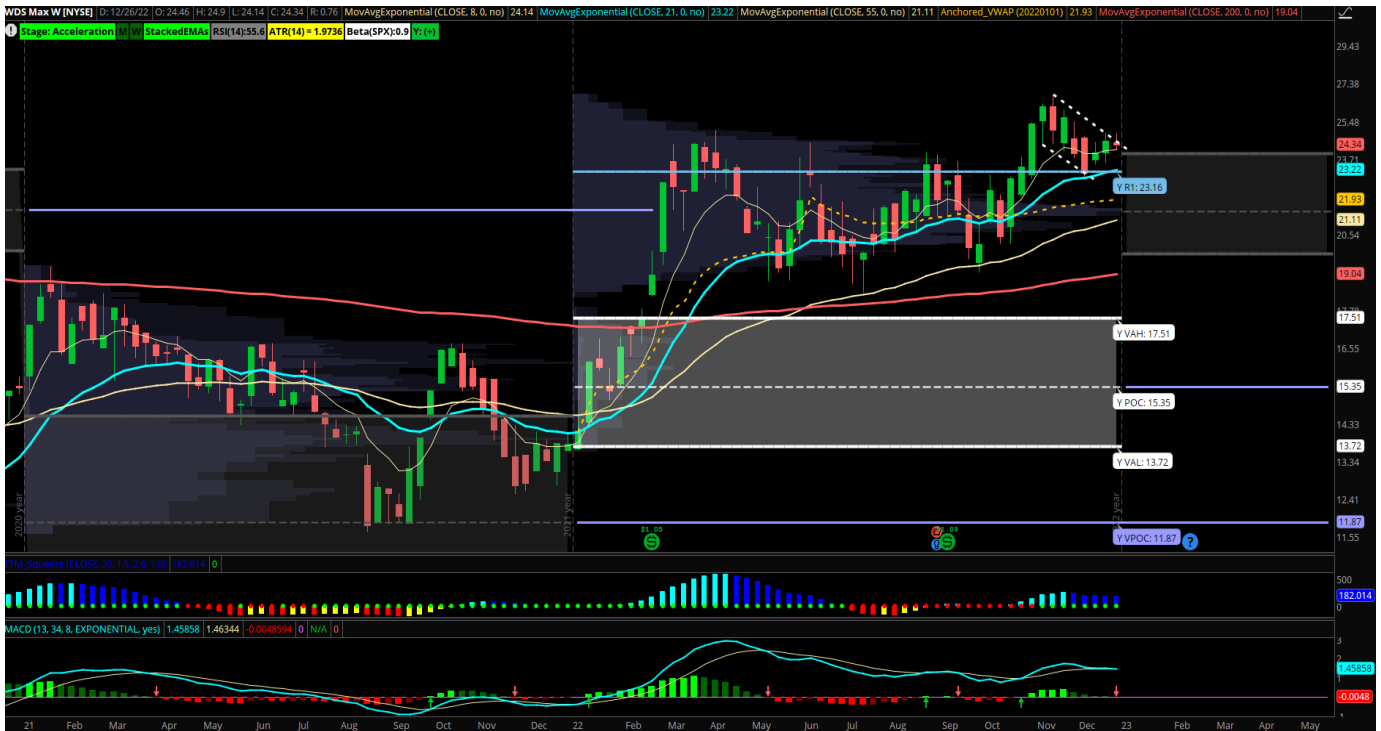 WDS Max W [NYSE] D: 12/26/22 O: 24.46 H: 24.9 L: 24.14 C: 24.34 R: 0.76 MovAvgExponential (CLOSE, 8, 0, no) 24.14 MovAvgExponential (CLOSE, 21, 0, no) 23.22 MovAvgExponential (CLOSE, 55, 0, no) 21.11 Anchored_VWAP (20220101) 21.93 MovAvgExponential (CLOSE, 200, 0, no) 19.04
Stage: Acceleration M W StackedEMAs RSI(14):55.6 ATR(14) = 1.9736 Beta(SPX):0.9 Y: (+)
29.43
27.38
25.48
24.34
23.71
23.22
Y R1: 23.16
21.93
21.11
20.54
19.04
17.51
Y VAH: 17.51
16.55
15.35
Y POC: 15.35
14.33
13.72
Y VAL: 13.72
13.34
12.41
11.87
Y VPOC: 11.87
11.55
2020 year
2021 year
$1.05
$1.09
?
TTM_Squeeze (CLOSE, 20, 1.5, 2.0, 1.0) 182.014 0
500
182.014
0
MACD (13, 34, 8, EXPONENTIAL, yes) 1.45858 1.46344 -0.0048594 0 N/A 0
3
2
1.45858
1
-0.0048
-1
21 Feb Mar Apr May Jun Jul Aug Sep Oct Nov Dec 22 Feb Mar Apr May Jun Jul Aug Sep Oct Nov Dec 23 Feb Mar Apr May